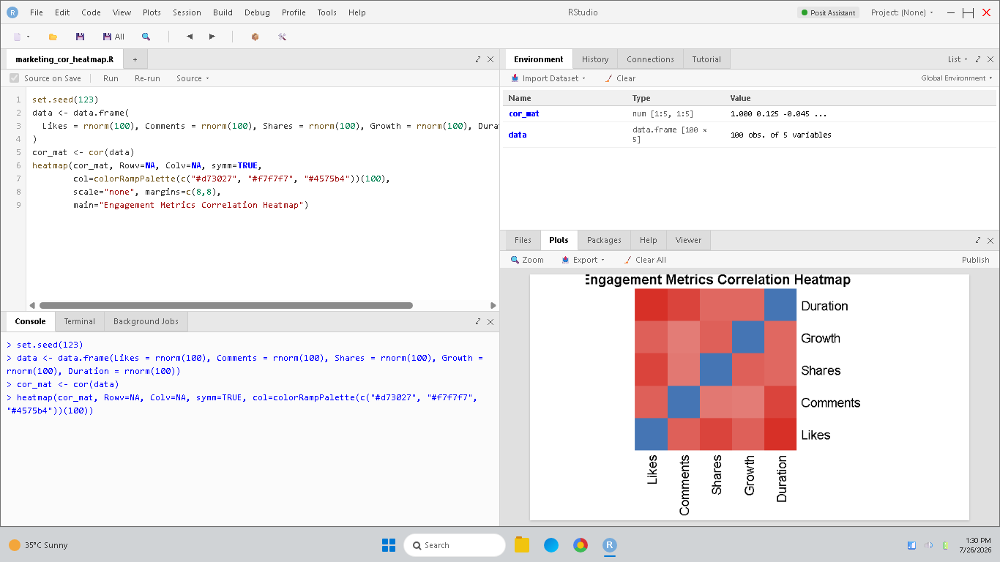 R File Edit Code View Plots Session Build Debug Profile Tools Help RStudio Posit Assistant Project: (None)
All
marketing_cor_heatmap.R +
Source on Save Run Re-run Source
1 set.seed(123)
2 data <- data.frame(
3 Likes = rnorm(100), Comments = rnorm(100), Shares = rnorm(100), Growth = rnorm(100), Dura
4 )
5 cor_mat <- cor(data)
6 heatmap(cor_mat, Rowv=NA, Colv=NA, symm=TRUE,
7 col=colorRampPalette(c("#d73027", "#f7f7f7", "#4575b4"))(100),
8 scale="none", margins=c(8,8),
9 main="Engagement Metrics Correlation Heatmap")
Console Terminal Background Jobs
> set.seed(123)
> data <- data.frame(Likes = rnorm(100), Comments = rnorm(100), Shares = rnorm(100), Growth =
rnorm(100), Duration = rnorm(100))
> cor_mat <- cor(data)
> heatmap(cor_mat, Rowv=NA, Colv=NA, symm=TRUE, col=colorRampPalette(c("#d73027", "#f7f7f7",
"#4575b4"))(100))
Environment History Connections Tutorial List
Import Dataset Clear Global Environment
Name Type Value
cor_mat num [1:5, 1:5] 1.000 0.125 -0.045 ...
data data.frame [100 × 5] 100 obs. of 5 variables
Files Plots Packages Help Viewer
Zoom Export Clear All Publish
Engagement Metrics Correlation Heatmap
Duration
Growth
Shares
Comments
Likes
Likes Comments Shares Growth Duration
35°C Sunny Search R 1:30 PM
7/26/2026